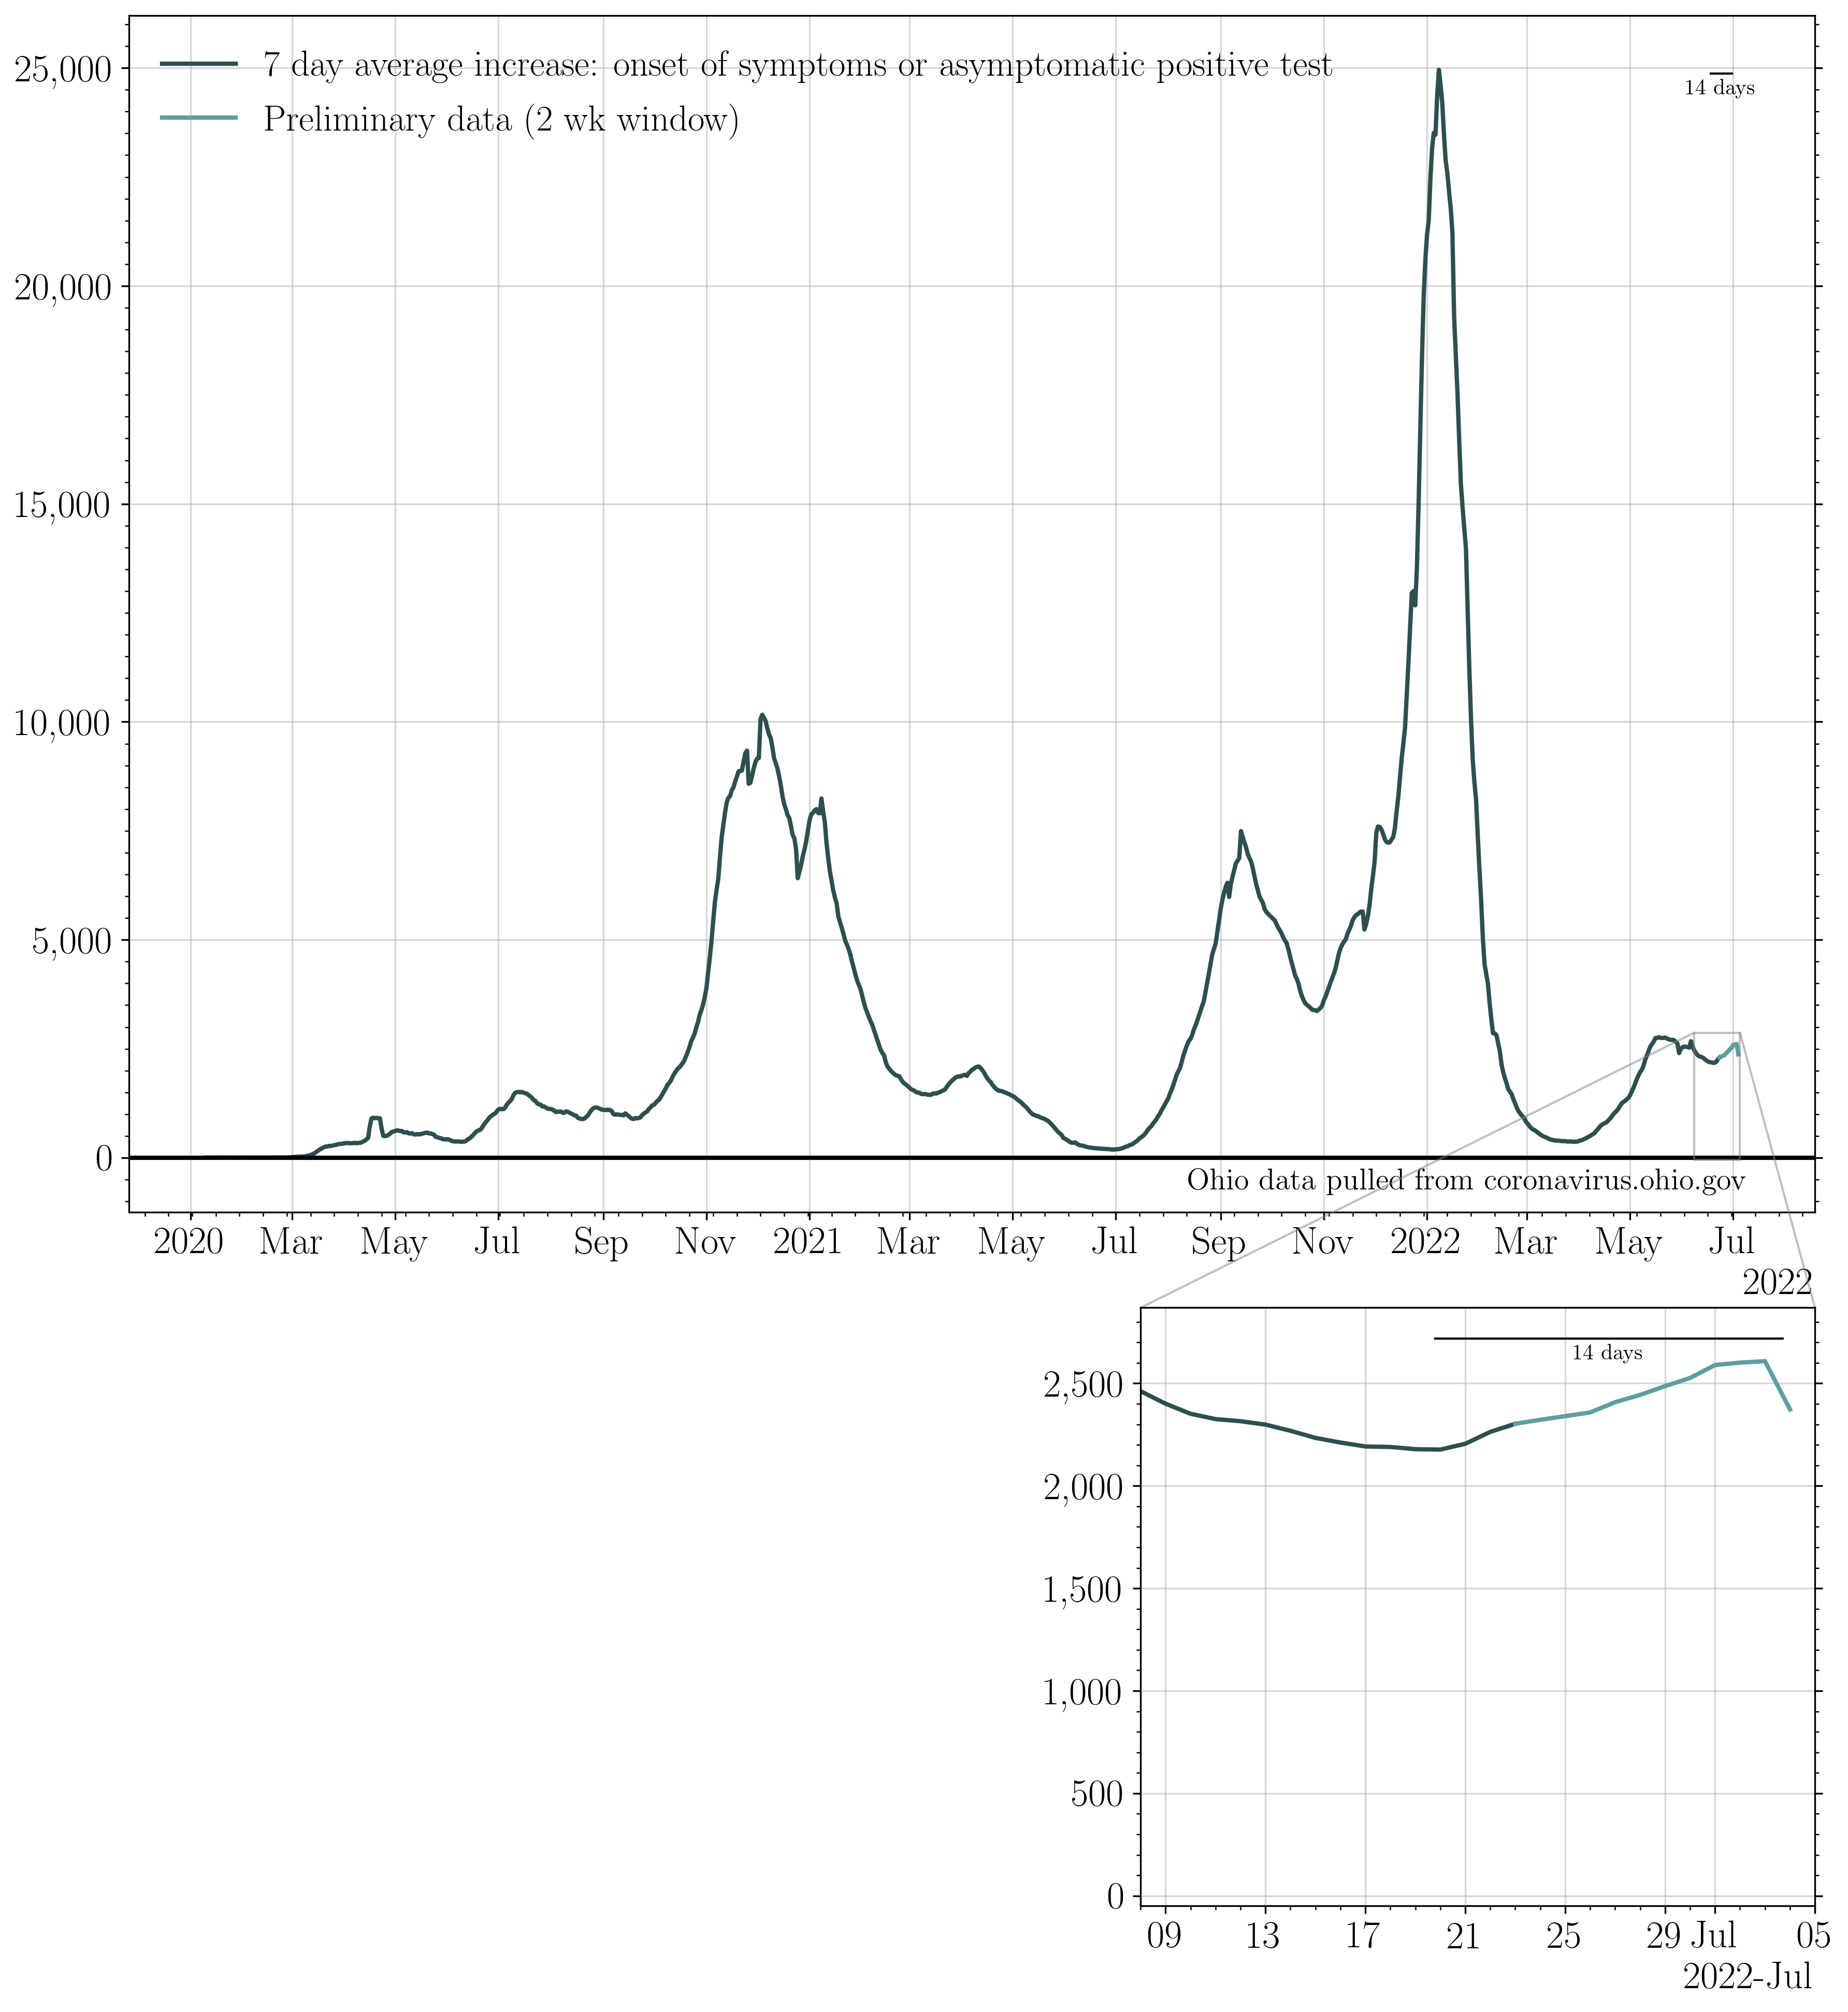 25,000
20,000
15,000
10,000
5,000
0
7 day average increase: onset of symptoms or asymptomatic positive test
Preliminary data (2 wk window)
14 days
Ohio data pulled from coronavirus.ohio.gov
2020 Mar May Jul Sep Nov 2021 Mar May Jul Sep Nov 2022 Mar May Jul
2022
14 days
2,500
2,000
1,500
1,000
500
0
09 13 17 21 25 29 Jul 05
2022-Jul